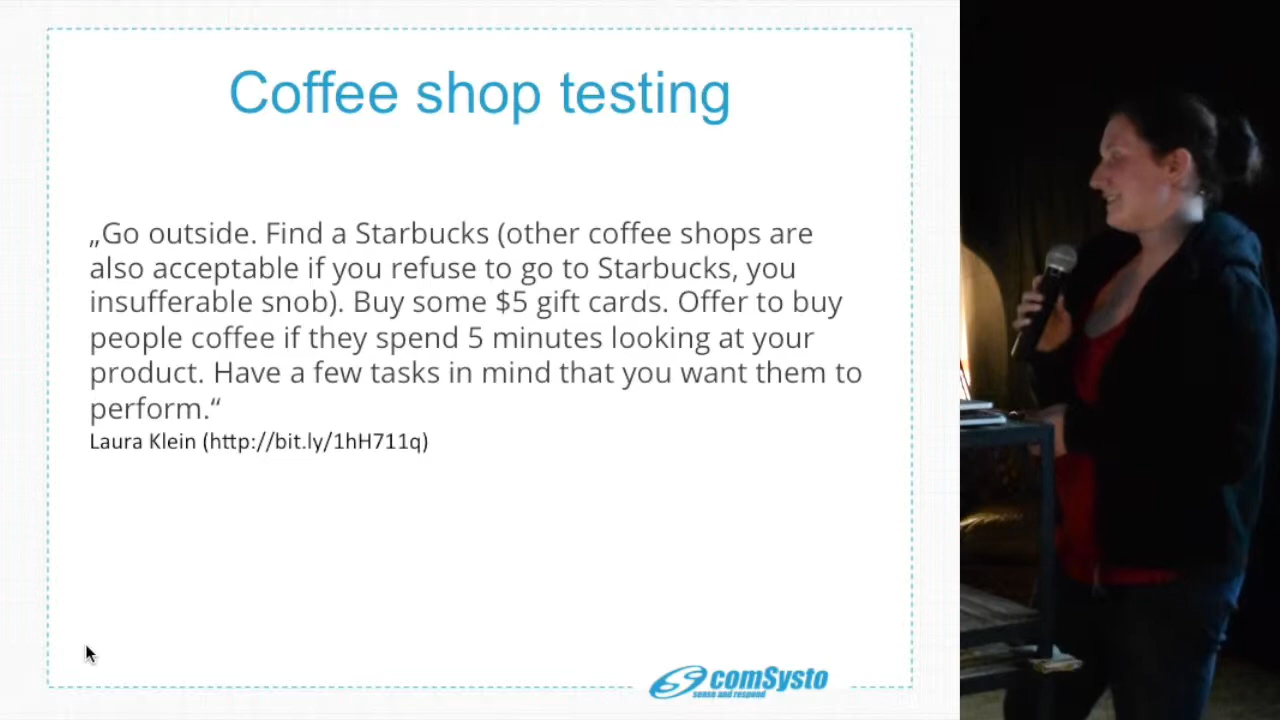 Coffee shop testing
„Go outside. Find a Starbucks (other coffee shops are
also acceptable if you refuse to go to Starbucks, you
insufferable snob). Buy some $5 gift cards. Offer to buy
people coffee if they spend 5 minutes looking at your
product. Have a few tasks in mind that you want them to
perform.“
Laura Klein (http://bit.ly/1hH711q)
comSysto
sense and respond